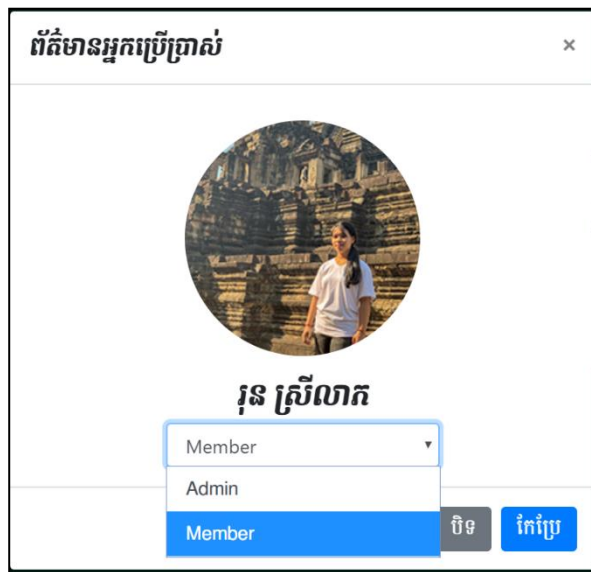 ព័ត៌មានអ្នកប្រើប្រាស់ ×
រុន ស្រីលាភ
Member
Admin
Member
បិទ កែប្រែ